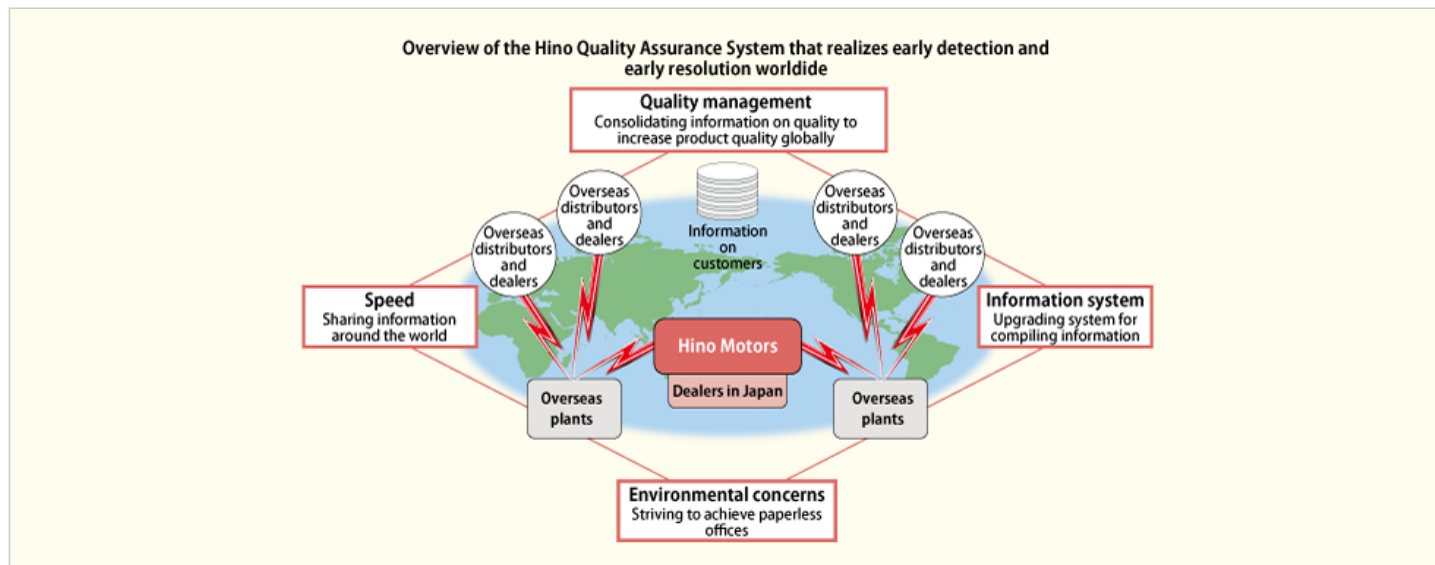 Overview of the Hino Quality Assurance System that realizes early detection and
early resolution worldide
Quality management
Consolidating information on quality to
increase product quality globally
Overseas
distributors
and
dealers
Overseas
distributors
and
dealers
Information
on
customers
Overseas
distributors
and
dealers
Overseas
distributors
and
dealers
Speed
Sharing information
around the world
Information system
Upgrading system for
compiling information
Hino Motors
Dealers in Japan
Overseas
plants
Overseas
plants
Environmental concerns
Striving to achieve paperless
offices